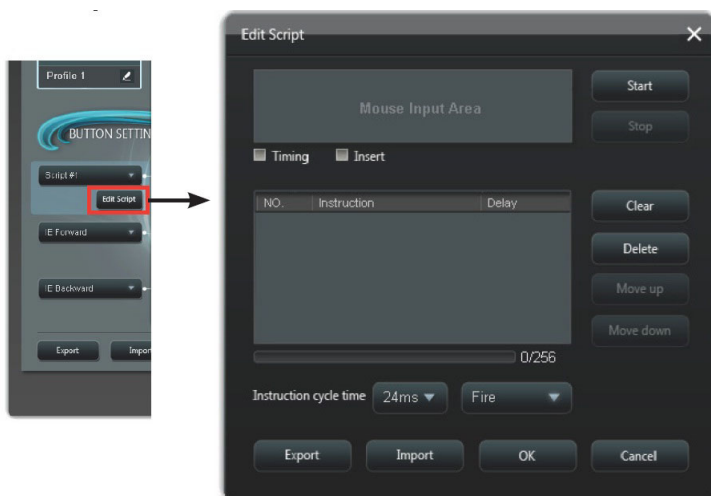 Profile 1
BUTTON SETTIN
Script #1
Edit Script
IE Forward
IE Backward
Export
Impor
Edit Script
Mouse Input Area
Start
Stop
Timing
Insert
NO.
Instruction
Delay
Clear
Delete
Move up
Move down
0/256
Instruction cycle time
24ms
Fire
Export
Import
OK
Cancel